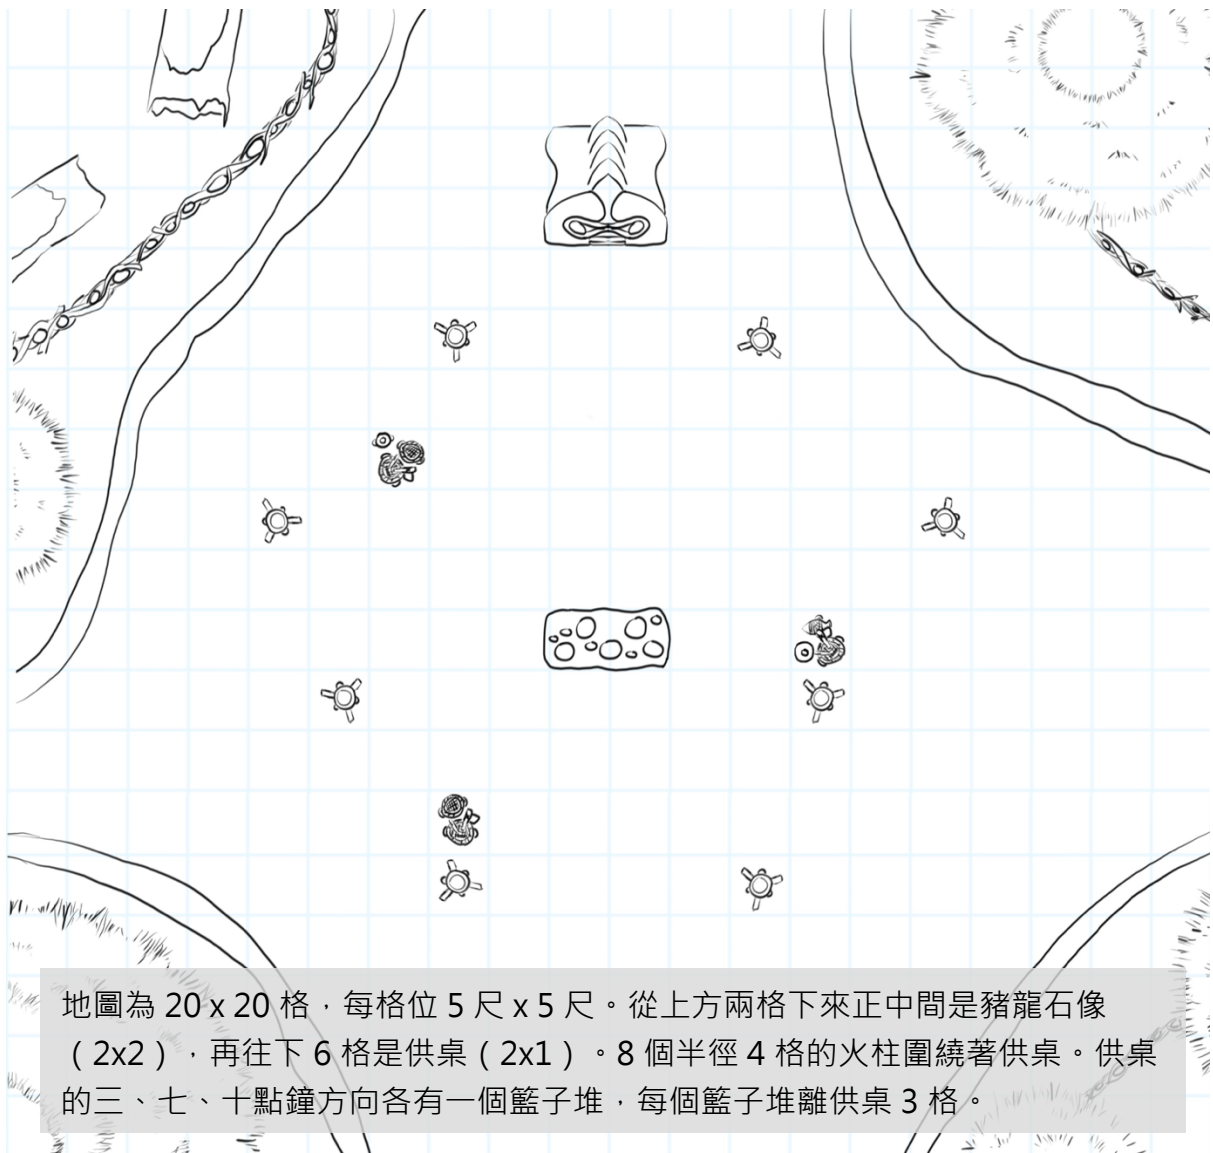 地圖為 20 x 20 格，每格位 5 尺 x 5 尺。從上方兩格下來正中間是豬龍石像
（2x2），再往下 6 格是供桌（2x1）。8 個半徑 4 格的火柱圍繞著供桌。供桌
的三、七、十點鐘方向各有一個籃子堆，每個籃子堆離供桌 3 格。